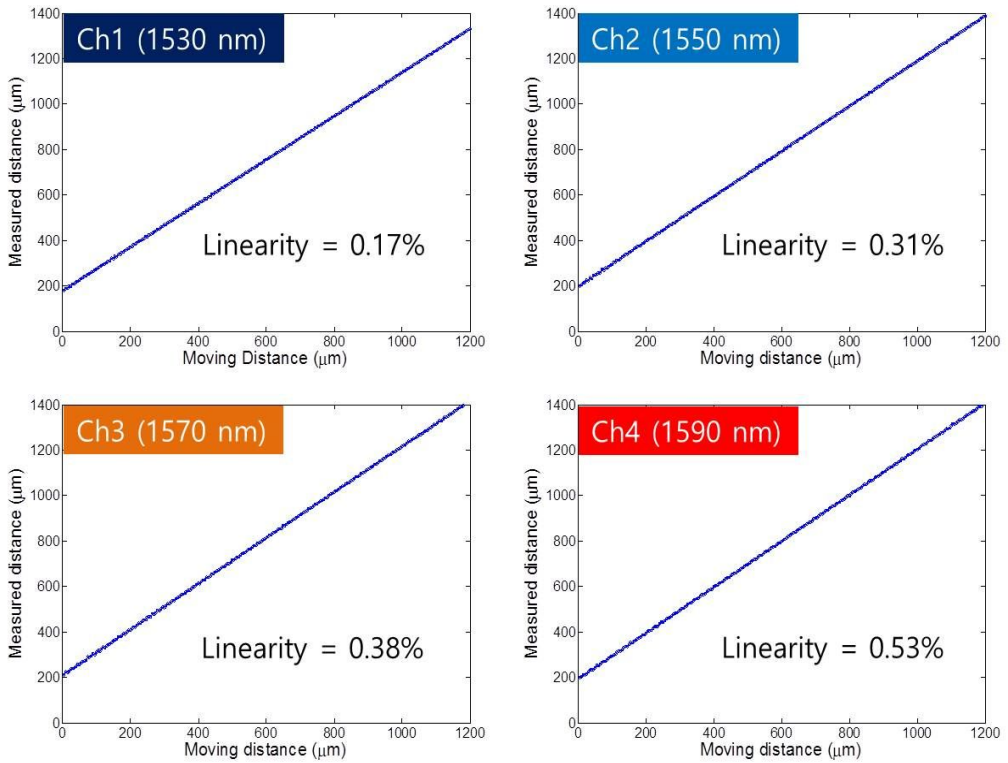 Ch1 (1530 nm)
Measured distance (μm)
1400
1200
1000
800
600
400
200
0
Linearity = 0.17%
0 200 400 600 800 1000 1200
Moving Distance (μm)
Ch2 (1550 nm)
Measured distance (μm)
1400
1200
1000
800
600
400
200
0
Linearity = 0.31%
0 200 400 600 800 1000 1200
Moving distance (μm)
Ch3 (1570 nm)
Measured distance (μm)
1400
1200
1000
800
600
400
200
0
Linearity = 0.38%
0 200 400 600 800 1000 1200
Moving distance (μm)
Ch4 (1590 nm)
Measured distance (μm)
1400
1200
1000
800
600
400
200
0
Linearity = 0.53%
0 200 400 600 800 1000 1200
Moving distance (μm)